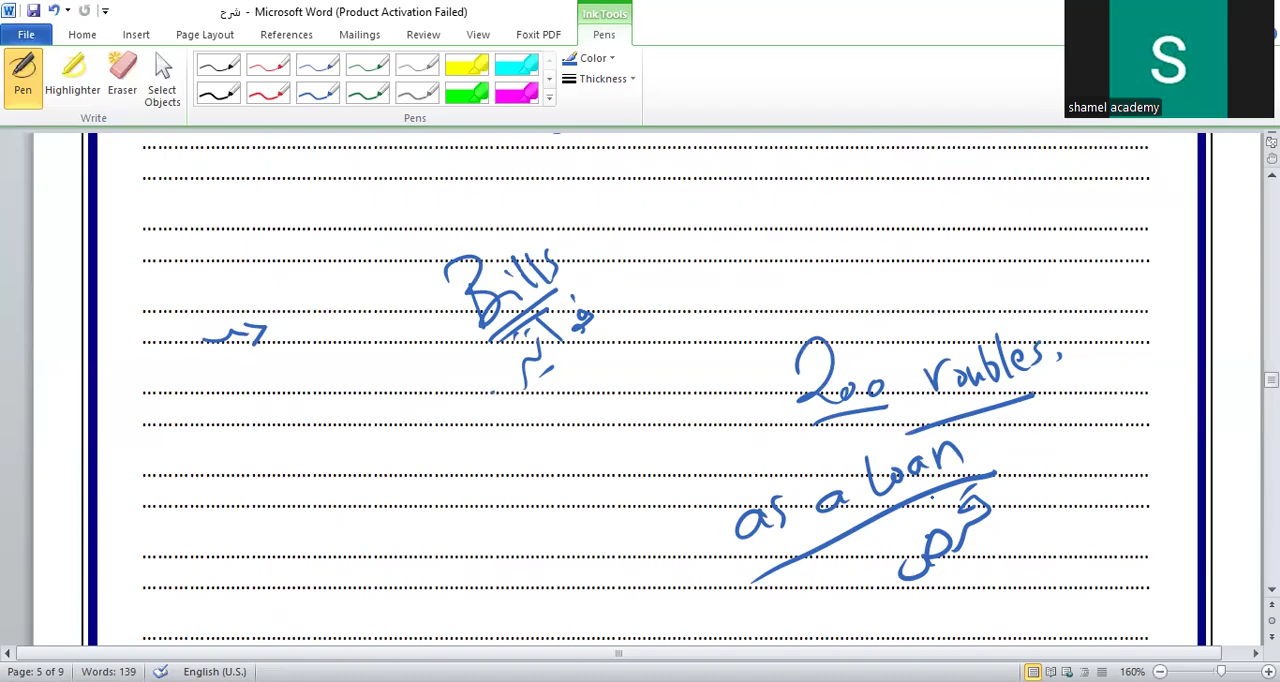 شرح - Microsoft Word (Product Activation Failed)
Ink Tools
File Home Insert Page Layout References Mailings Review View Foxit PDF Pens
Color
Thickness
Pen Highlighter Eraser Select Objects
Write
Pens
S
shamel academy
Bills
200 roubles.
as a loan
قرض
Page: 5 of 9 Words: 139 English (U.S.) 160%